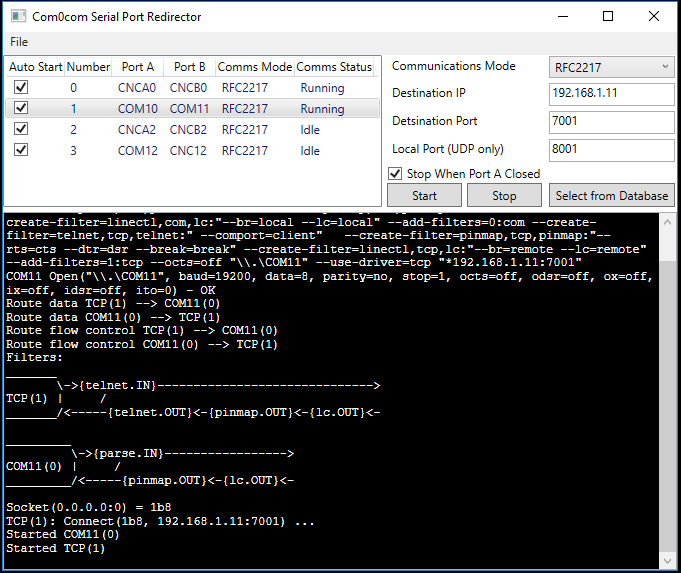 Com0com Serial Port Redirector
File
Auto Start Number Port A Port B Comms Mode Comms Status
0 CNCA0 CNCB0 RFC2217 Running
1 COM10 COM11 RFC2217 Running
2 CNCA2 CNCB2 RFC2217 Idle
3 COM12 CNC12 RFC2217 Idle
Communications Mode RFC2217
Destination IP 192.168.1.11
Detsination Port 7001
Local Port (UDP only) 8001
Stop When Port A Closed
Start Stop Select from Database
create-filter=linectl,com,lc:"--br=local --lc=local" --add-filters=0:com --create-
filter=telnet,tcp,telnet:" --comport=client"   --create-filter=pinmap,tcp,pinmap:"--
rts=cts --dtr=dsr --break=break" --create-filter=linectl,tcp,lc:"--br=remote --lc=remote"
--add-filters=1:tcp --octs=off "\\.\COM11" --use-driver=tcp "*192.168.1.11:7001"
COM11 Open("\\.\COM11", baud=19200, data=8, parity=no, stop=1, octs=off, odsr=off, ox=off,
ix=off, idsr=off, ito=0) - OK
Route data TCP(1) --> COM11(0)
Route data COM11(0) --> TCP(1)
Route flow control TCP(1) --> COM11(0)
Route flow control COM11(0) --> TCP(1)
Filters:
_______
       \->{telnet.IN}------------------------------>
TCP(1) |     /
_______/<-----{telnet.OUT}<-{pinmap.OUT}<-{lc.OUT}<-
_________
         \->{parse.IN}----------------->
COM11(0) |     /
_________/<-----{pinmap.OUT}<-{lc.OUT}<-
Socket(0.0.0.0:0) = 1b8
TCP(1): Connect(1b8, 192.168.1.11:7001) ...
Started COM11(0)
Started TCP(1)